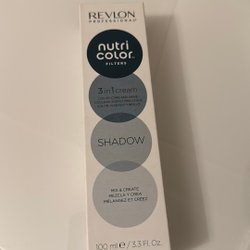 REVLON
PROFESSIONAL
nutri
color
FILTERS
3 in 1 cream
SHADOW
MIX & CREATE
MEZCLA Y CREA
MÉLANGEZ ET CRÉEZ
100 ml e / 3.3 Fl. Oz.